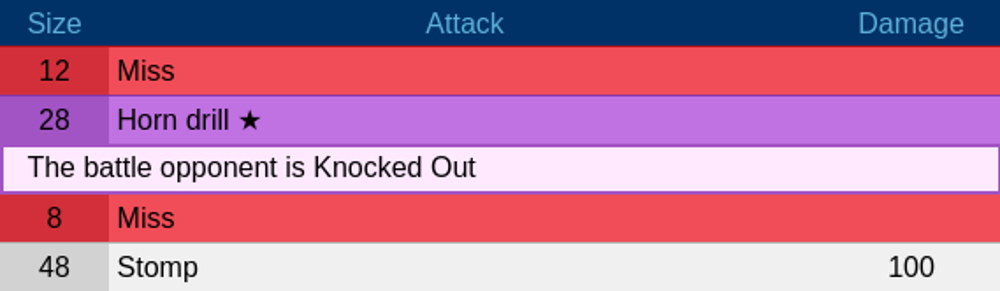 Size Attack Damage
12 Miss
28 Horn drill ★
The battle opponent is Knocked Out
8 Miss
48 Stomp 100